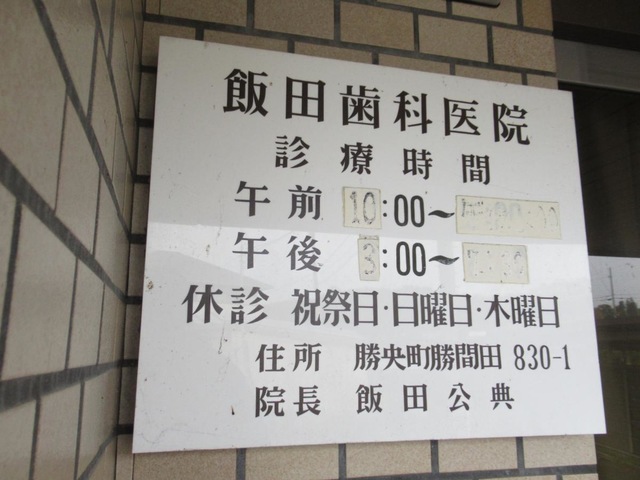 飯田歯科医院
診療時間
午前 10:00～
午後 3:00～
休診 祝祭日・日曜日・木曜日
住所 勝央町勝間田 830-1
院長 飯田公典